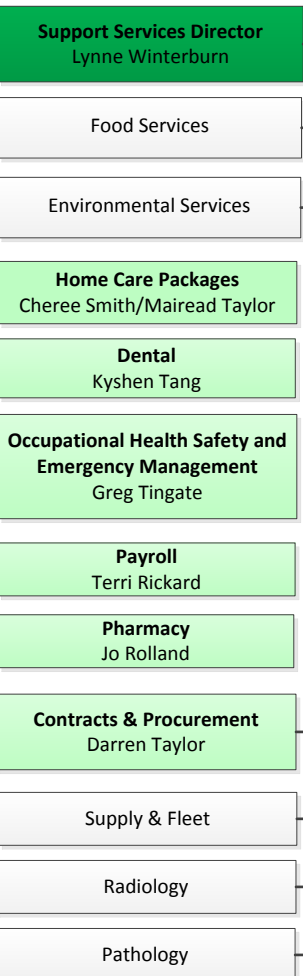 Support Services Director
Lynne Winterburn
Food Services
Environmental Services
Home Care Packages
Cheree Smith/Mairead Taylor
Dental
Kyshen Tang
Occupational Health Safety and
Emergency Management
Greg Tingate
Payroll
Terri Rickard
Pharmacy
Jo Rolland
Contracts & Procurement
Darren Taylor
Supply & Fleet
Radiology
Pathology